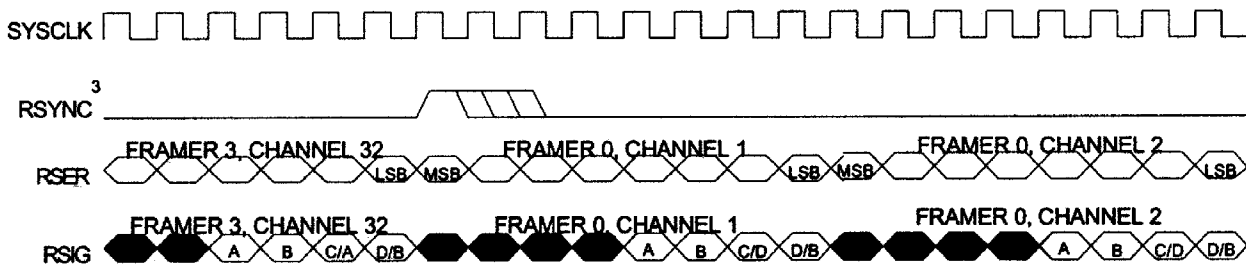 SYSCLK
RSYNC 3
FRAMER 3, CHANNEL 32 FRAMER 0, CHANNEL 1 FRAMER 0, CHANNEL 2
RSER LSB MSB LSB MSB LSB
FRAMER 3, CHANNEL 32 FRAMER 0, CHANNEL 1 FRAMER 0, CHANNEL 2
RSIG A B C/A D/B A B C/D D/B A B C/D D/B